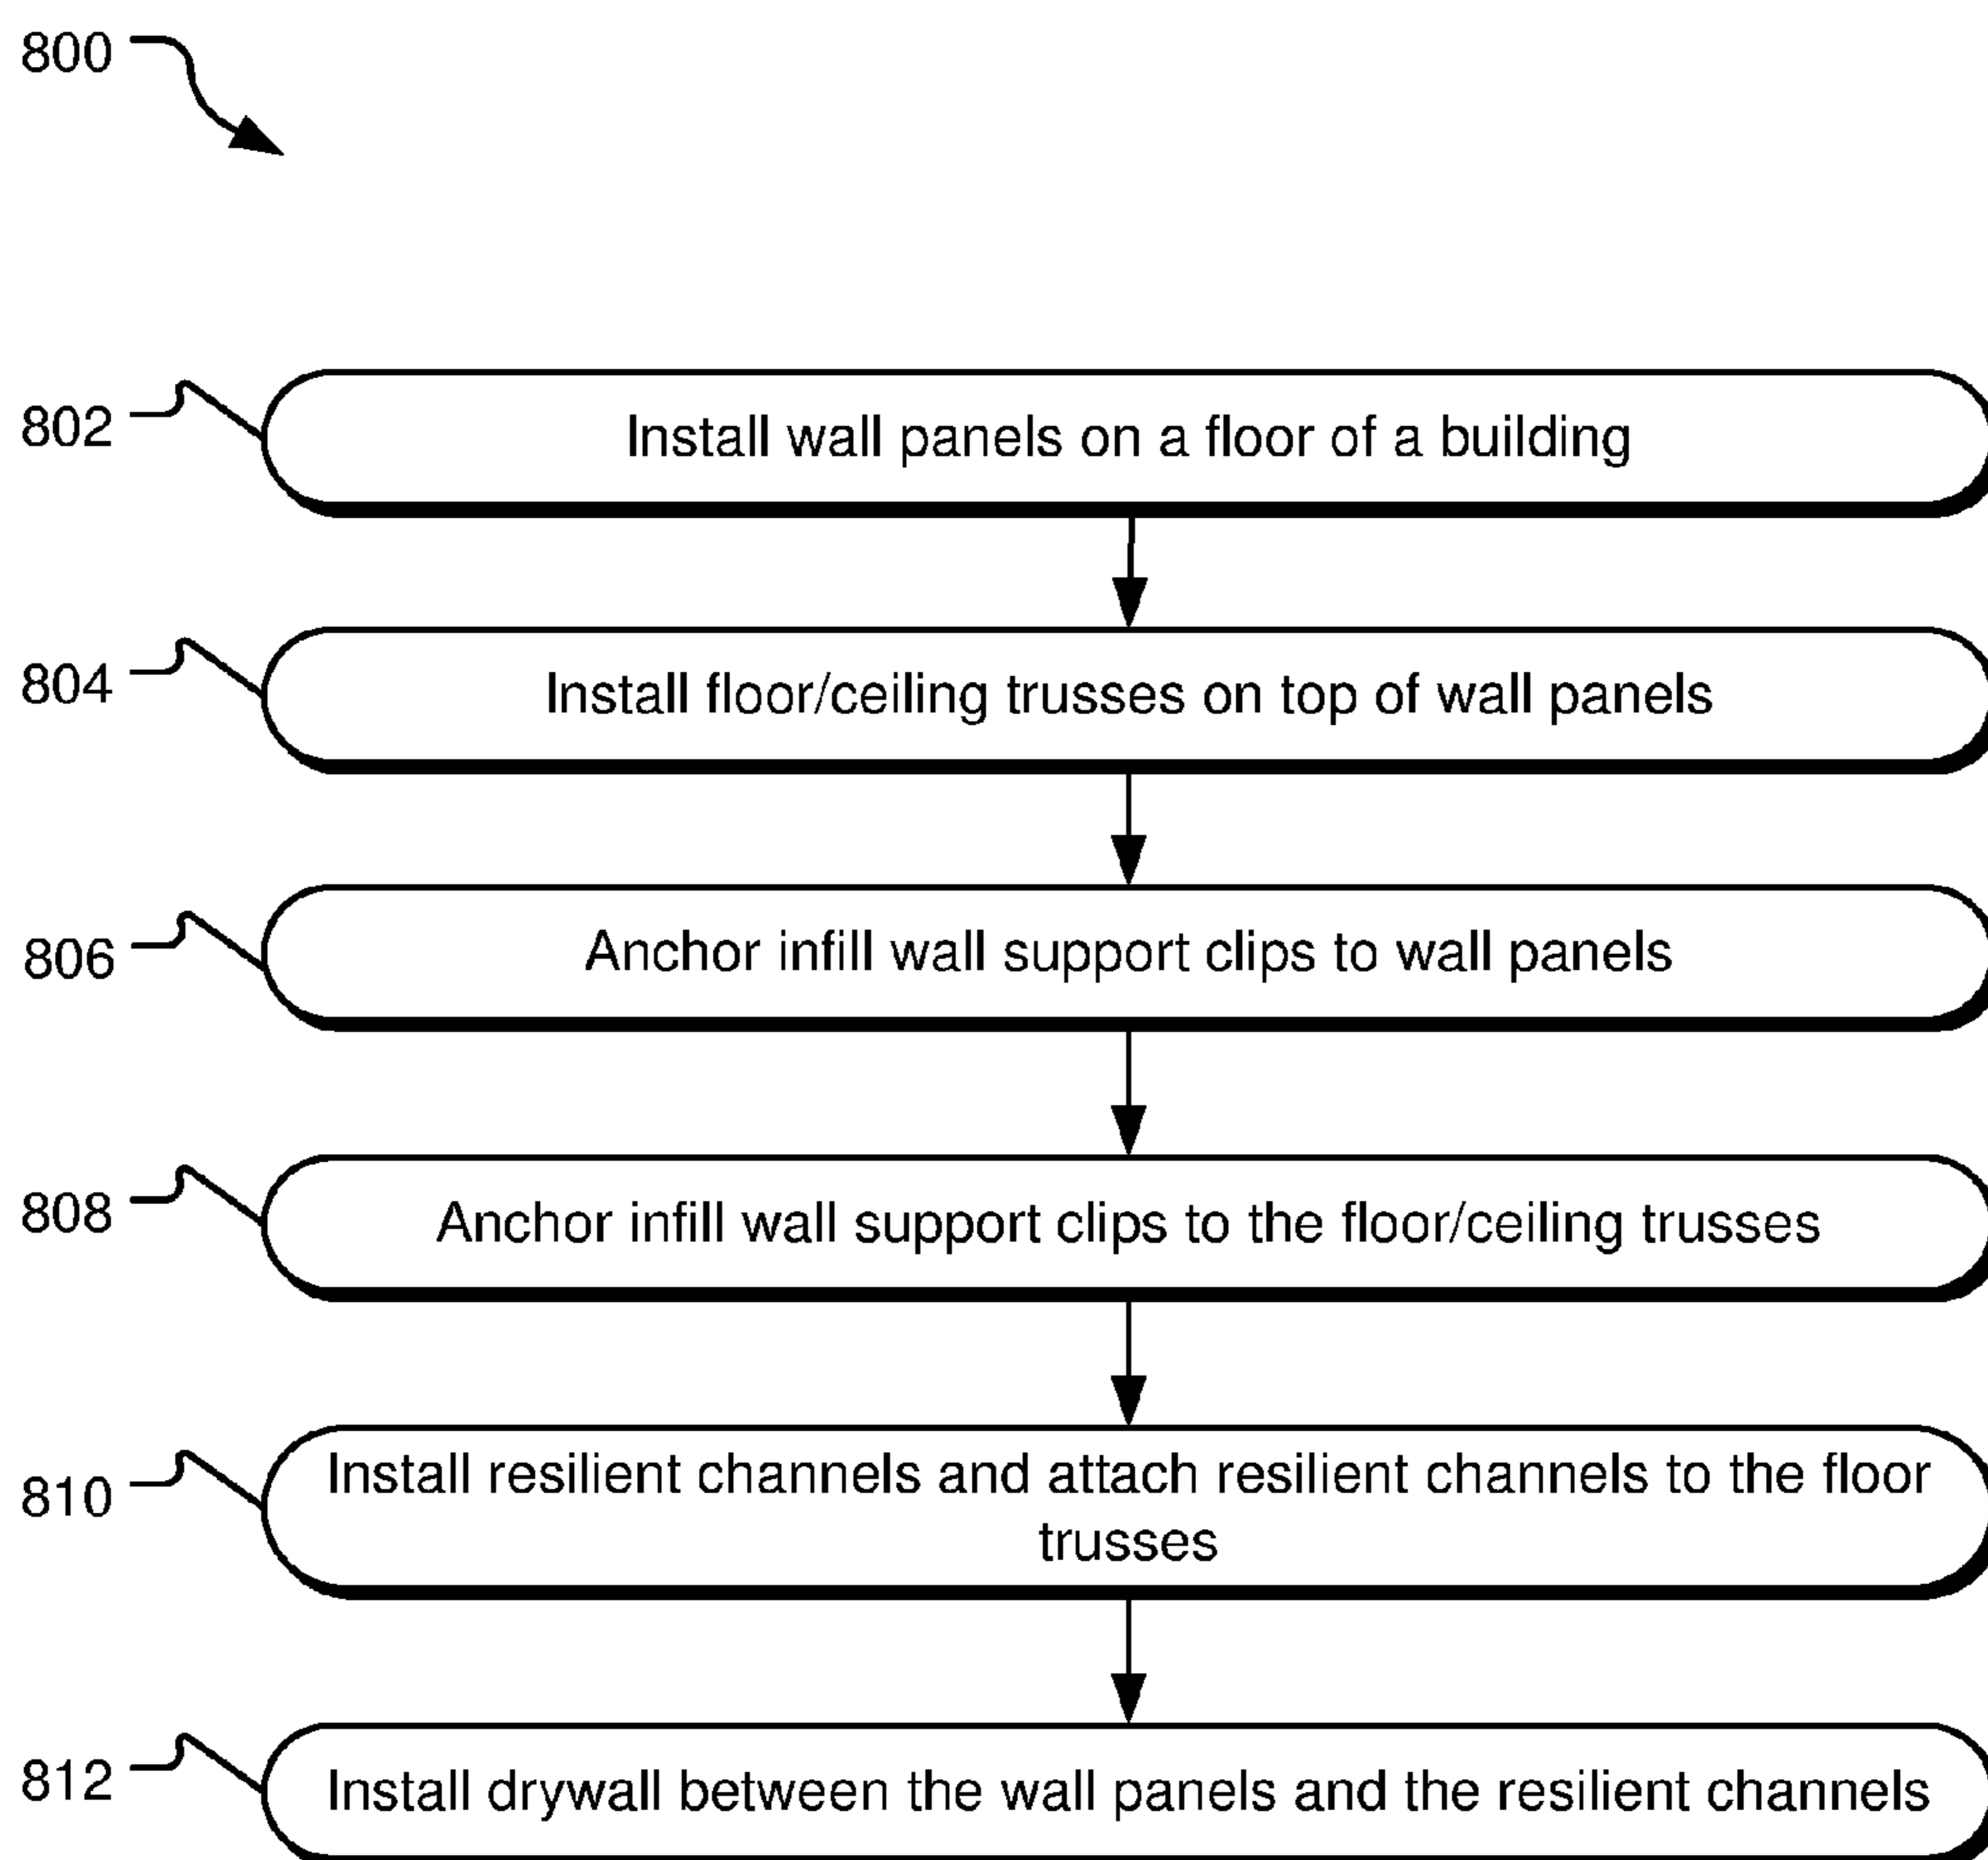 800
802
Install wall panels on a floor of a building
804
Install floor/ceiling trusses on top of wall panels
806
Anchor infill wall support clips to wall panels
808
Anchor infill wall support clips to the floor/ceiling trusses
810
Install resilient channels and attach resilient channels to the floor
trusses
812
Install drywall between the wall panels and the resilient channels